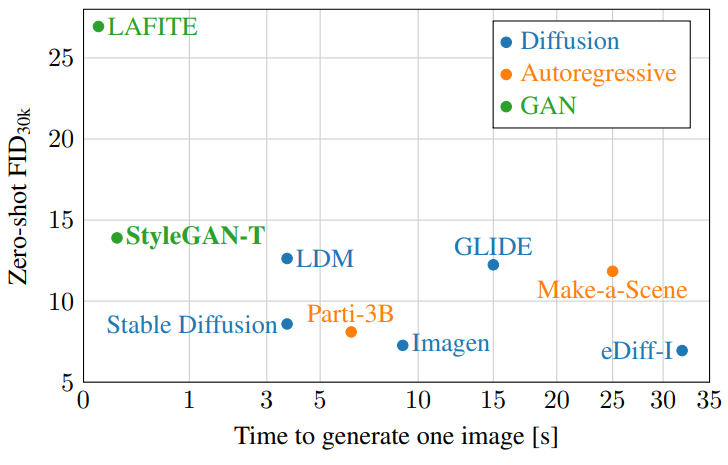 LAFITE
Diffusion
Autoregressive
GAN
25
20
15
10
5
Zero-shot FID30k
StyleGAN-T
LDM
GLIDE
Make-a-Scene
Parti-3B
Stable Diffusion
Imagen
eDiff-I
0 1 3 5 10 15 20 25 30 35
Time to generate one image [s]